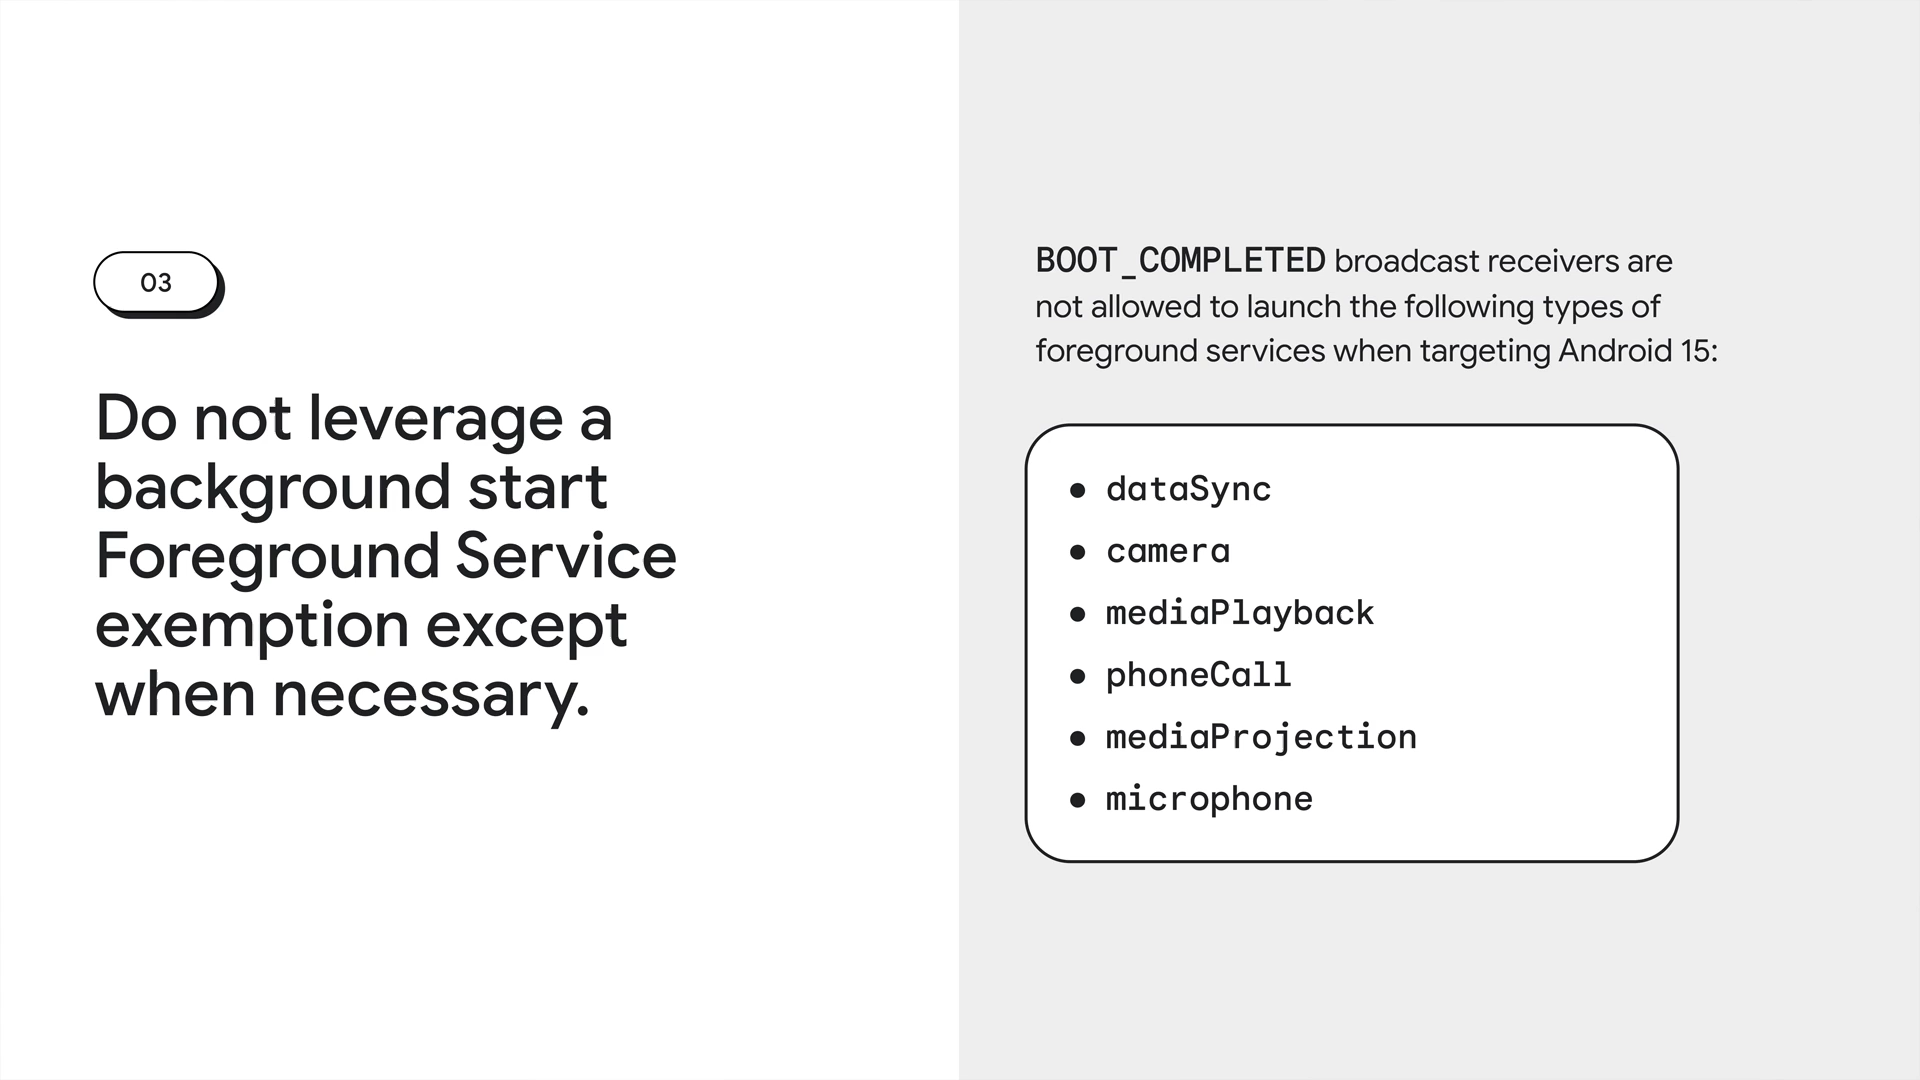 03
Do not leverage a
background start
Foreground Service
exemption except
when necessary.
BOOT_COMPLETED broadcast receivers are
not allowed to launch the following types of
foreground services when targeting Android 15:
● dataSync
● camera
● mediaPlayback
● phoneCall
● mediaProjection
● microphone